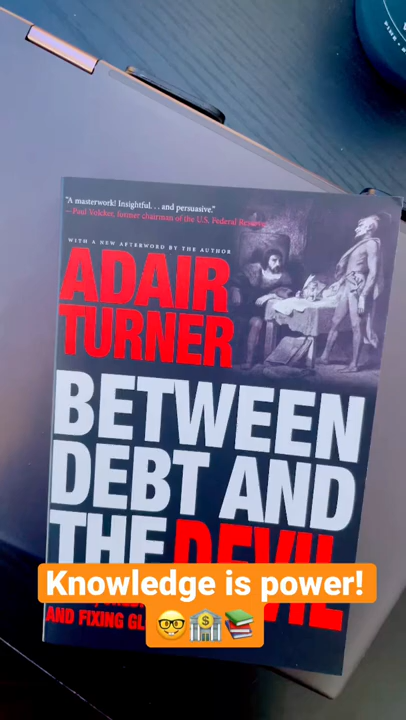 "A masterwork! Insightful. . . and persuasive."
—Paul Volcker, former chairman of the U.S. Federal Reserve
WITH A NEW AFTERWORD BY THE AUTHOR
ADAIR
TURNER
BETWEEN
DEBT AND
THE DEVIL
Knowledge is power!
AND FIXING
🤓🏦📚